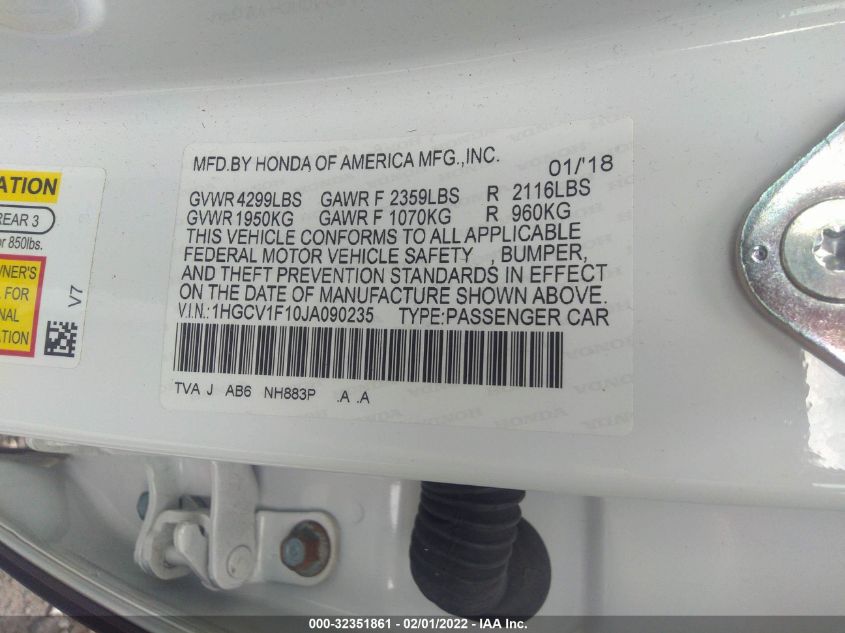 MFD.BY HONDA OF AMERICA MFG.,INC. 01/'18
GVWR 4299LBS GAWR F 2359LBS R 2116LBS
GVWR 1950KG GAWR F 1070KG R 960KG
THIS VEHICLE CONFORMS TO ALL APPLICABLE
FEDERAL MOTOR VEHICLE SAFETY , BUMPER,
AND THEFT PREVENTION STANDARDS IN EFFECT
ON THE DATE OF MANUFACTURE SHOWN ABOVE.
V.I.N.:1HGCV1F10JA090235 TYPE:PASSENGER CAR
TVA J AB6 NH883P .A .A
ATION
REAR 3
850lbs.
FOR
ATION
V7
HONDA
000-32351861 - 02/01/2022 - IAA Inc.